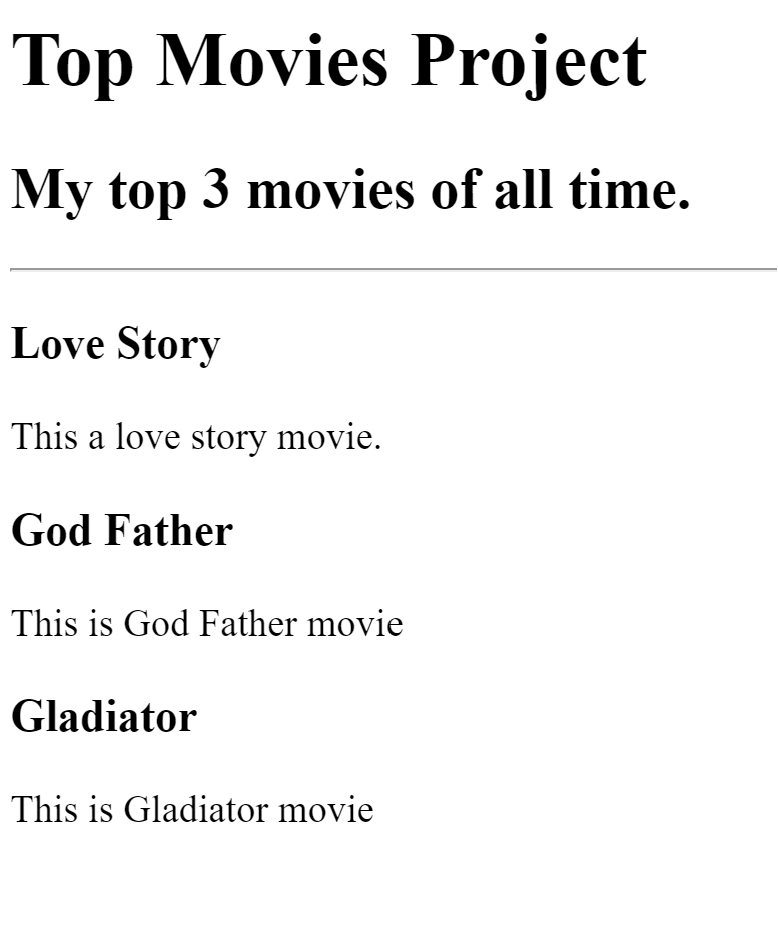 Top Movies Project
My top 3 movies of all time.
Love Story
This a love story movie.
God Father
This is God Father movie
Gladiator
This is Gladiator movie